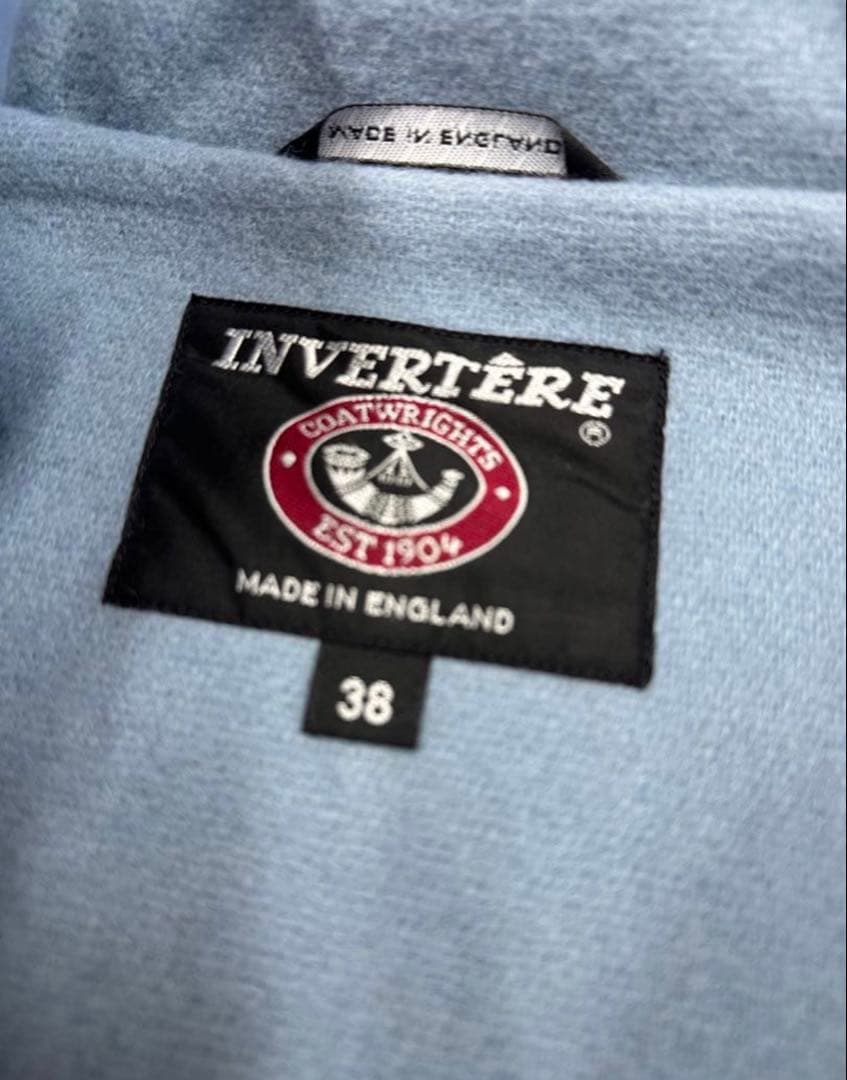 MADE IN ENGLAND
INVERTÊRE
®
COATWRIGHTS
EST 1904
MADE IN ENGLAND
38